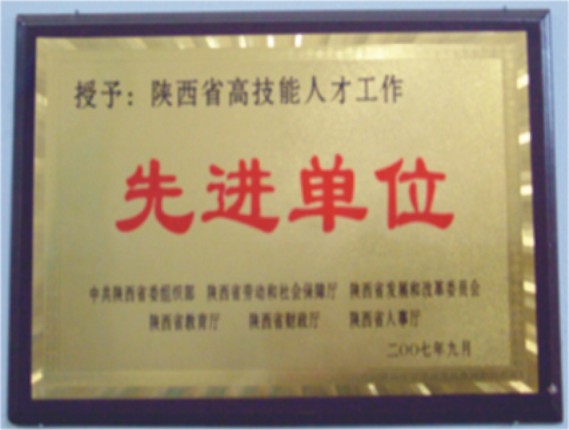 授予：陕西省高技能人才工作
先进单位
中共陕西省委组织部 陕西省劳动和社会保障厅 陕西省发展和改革委员会
陕西省教育厅 陕西省财政厅 陕西省人事厅
二〇〇七年九月